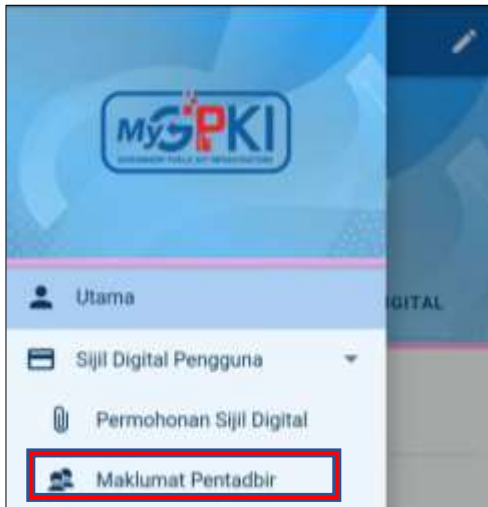 MyGPKI
Utama
IGITAL
Sijil Digital Pengguna
Permohonan Sijil Digital
Maklumat Pentadbir